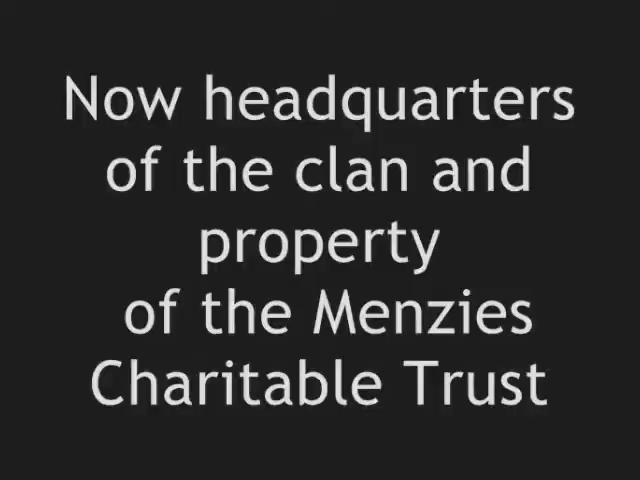 Now headquarters
of the clan and
property
of the Menzies
Charitable Trust